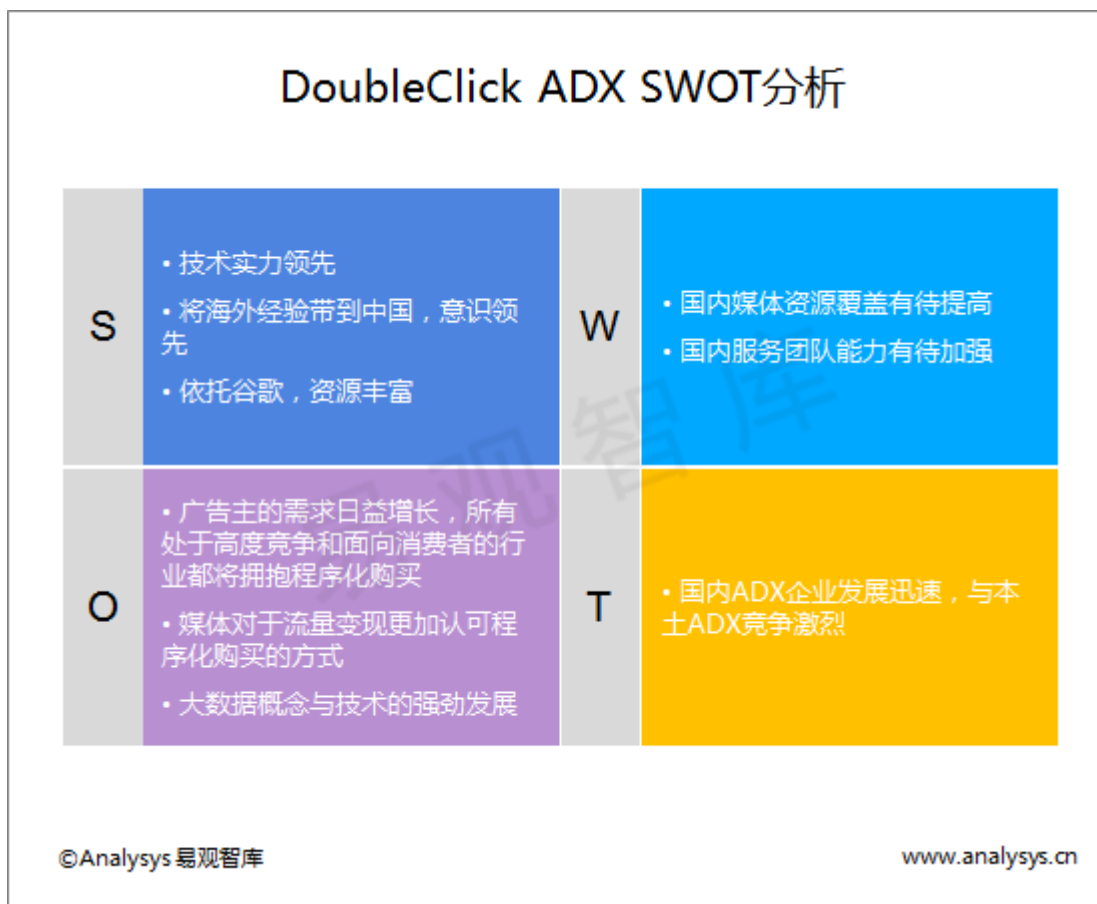 DoubleClick ADX SWOT分析
S
• 技术实力领先
• 将海外经验带到中国，意识领
先
• 依托谷歌，资源丰富
W
• 国内媒体资源覆盖有待提高
• 国内服务团队能力有待加强
O
• 广告主的需求日益增长，所有
处于高度竞争和面向消费者的行
业都将拥抱程序化购买
• 媒体对于流量变现更加认可程
序化购买的方式
• 大数据概念与技术的强劲发展
T
• 国内ADX企业发展迅速，与本
土ADX竞争激烈
易观智库
©Analysys 易观智库
www.analysys.cn